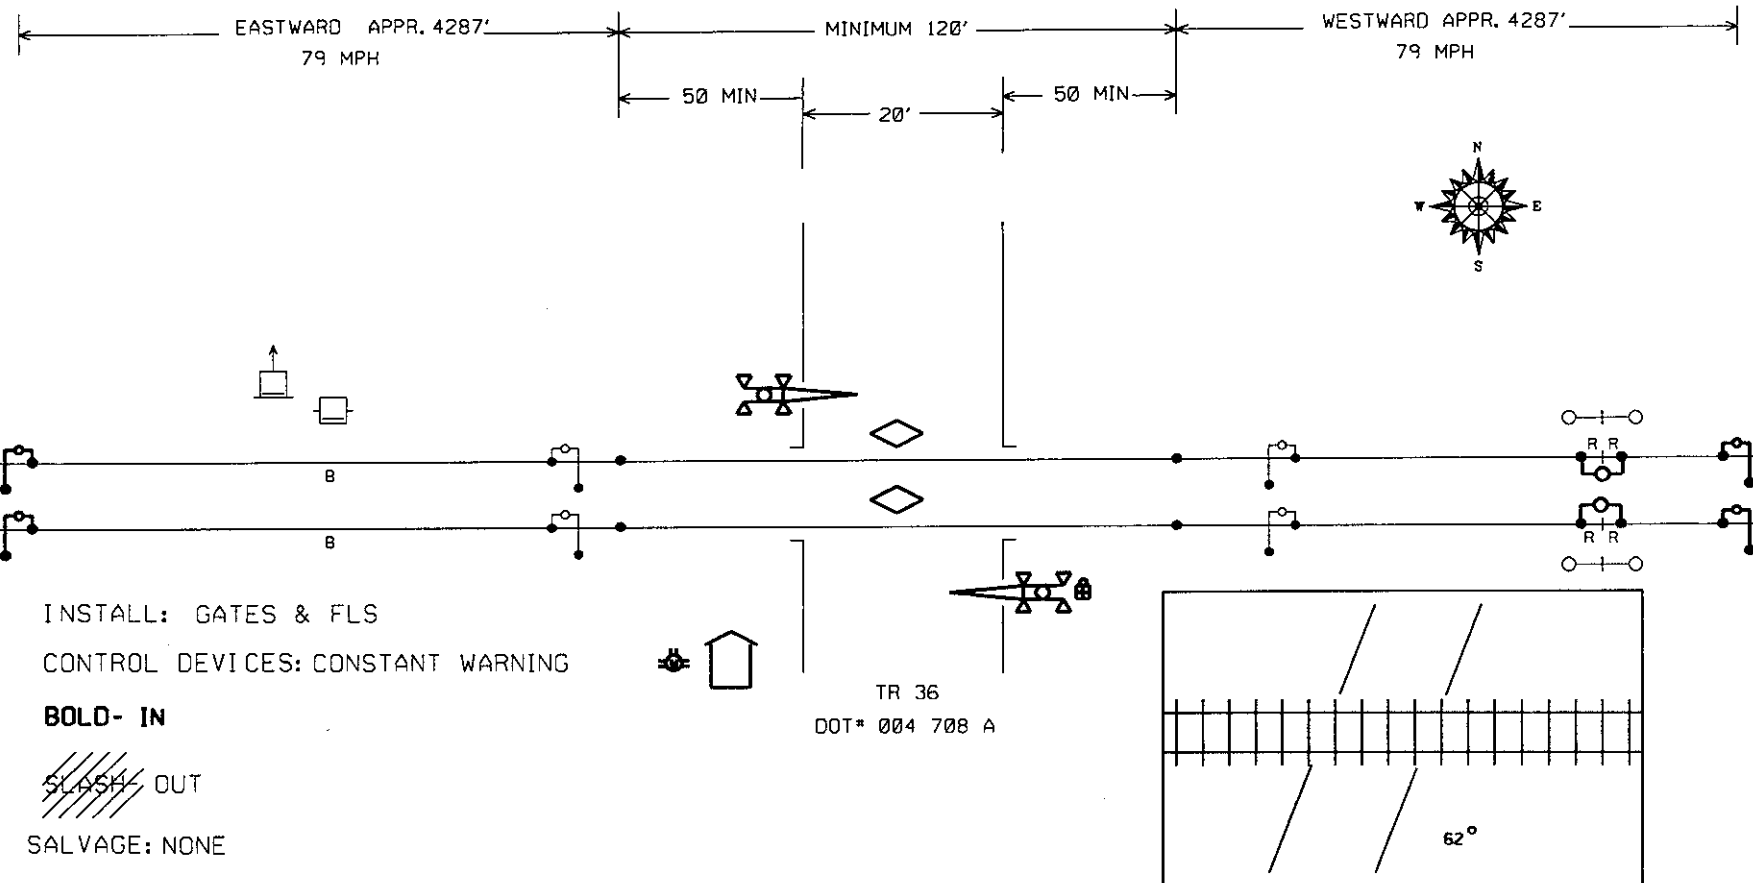 EASTWARD APPR. 4287'
79 MPH
MINIMUM 120'
WESTWARD APPR. 4287'
79 MPH
50 MIN
20'
50 MIN
N
W E
S
R R
B
B
R R
INSTALL: GATES & FLS
CONTROL DEVICES: CONSTANT WARNING
BOLD- IN
SLASH- OUT
SALVAGE: NONE
TR 36
DOT# 004 708 A
62°